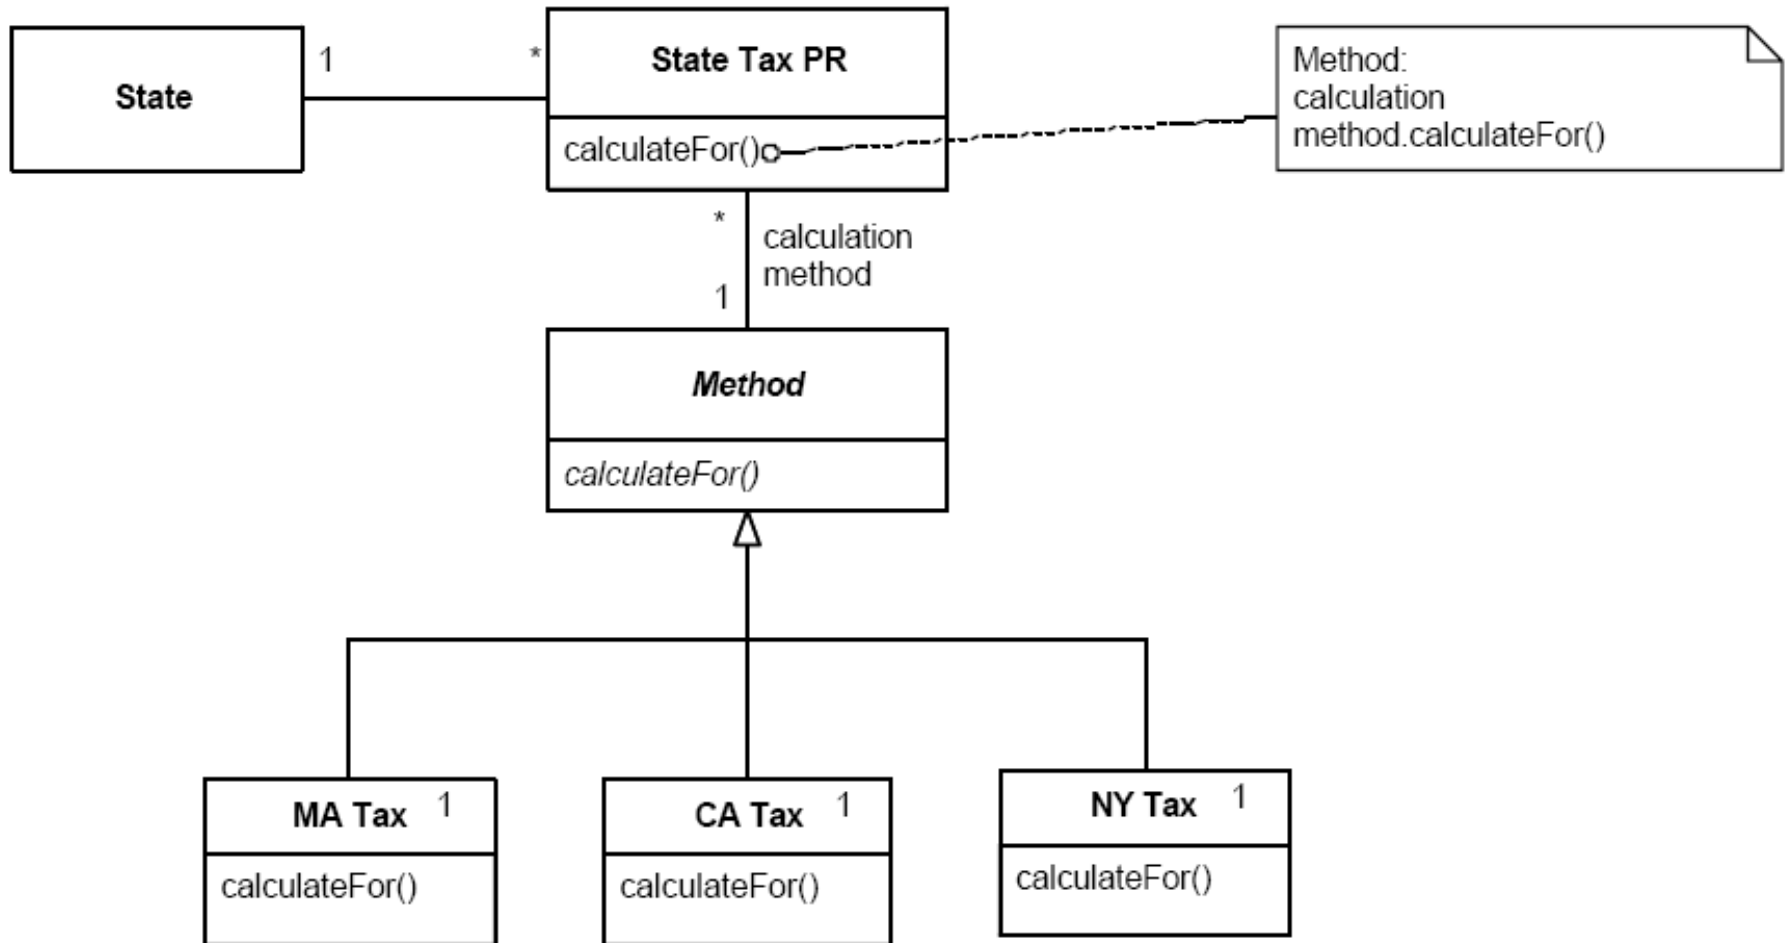 State
1
*
State Tax PR
calculateFor()
Method:
calculation
method.calculateFor()
*
calculation
method
1
Method
calculateFor()
MA Tax 1
calculateFor()
CA Tax 1
calculateFor()
NY Tax 1
calculateFor()